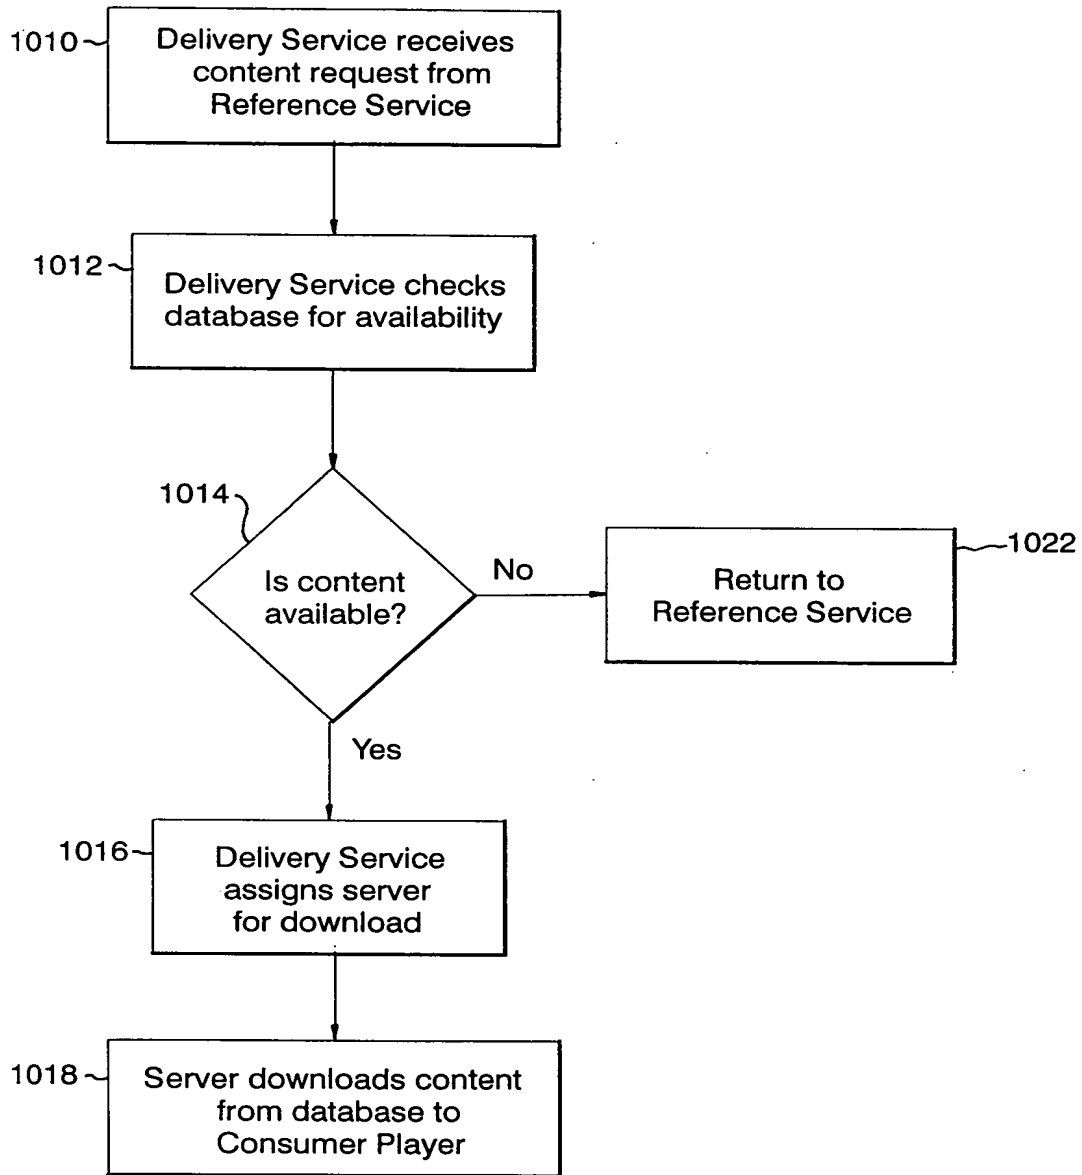 1010
Delivery Service receives
content request from
Reference Service
1012
Delivery Service checks
database for availability
1014
Is content
available?
No
Return to
Reference Service
1022
Yes
1016
Delivery Service
assigns server
for download
1018
Server downloads content
from database to
Consumer Player